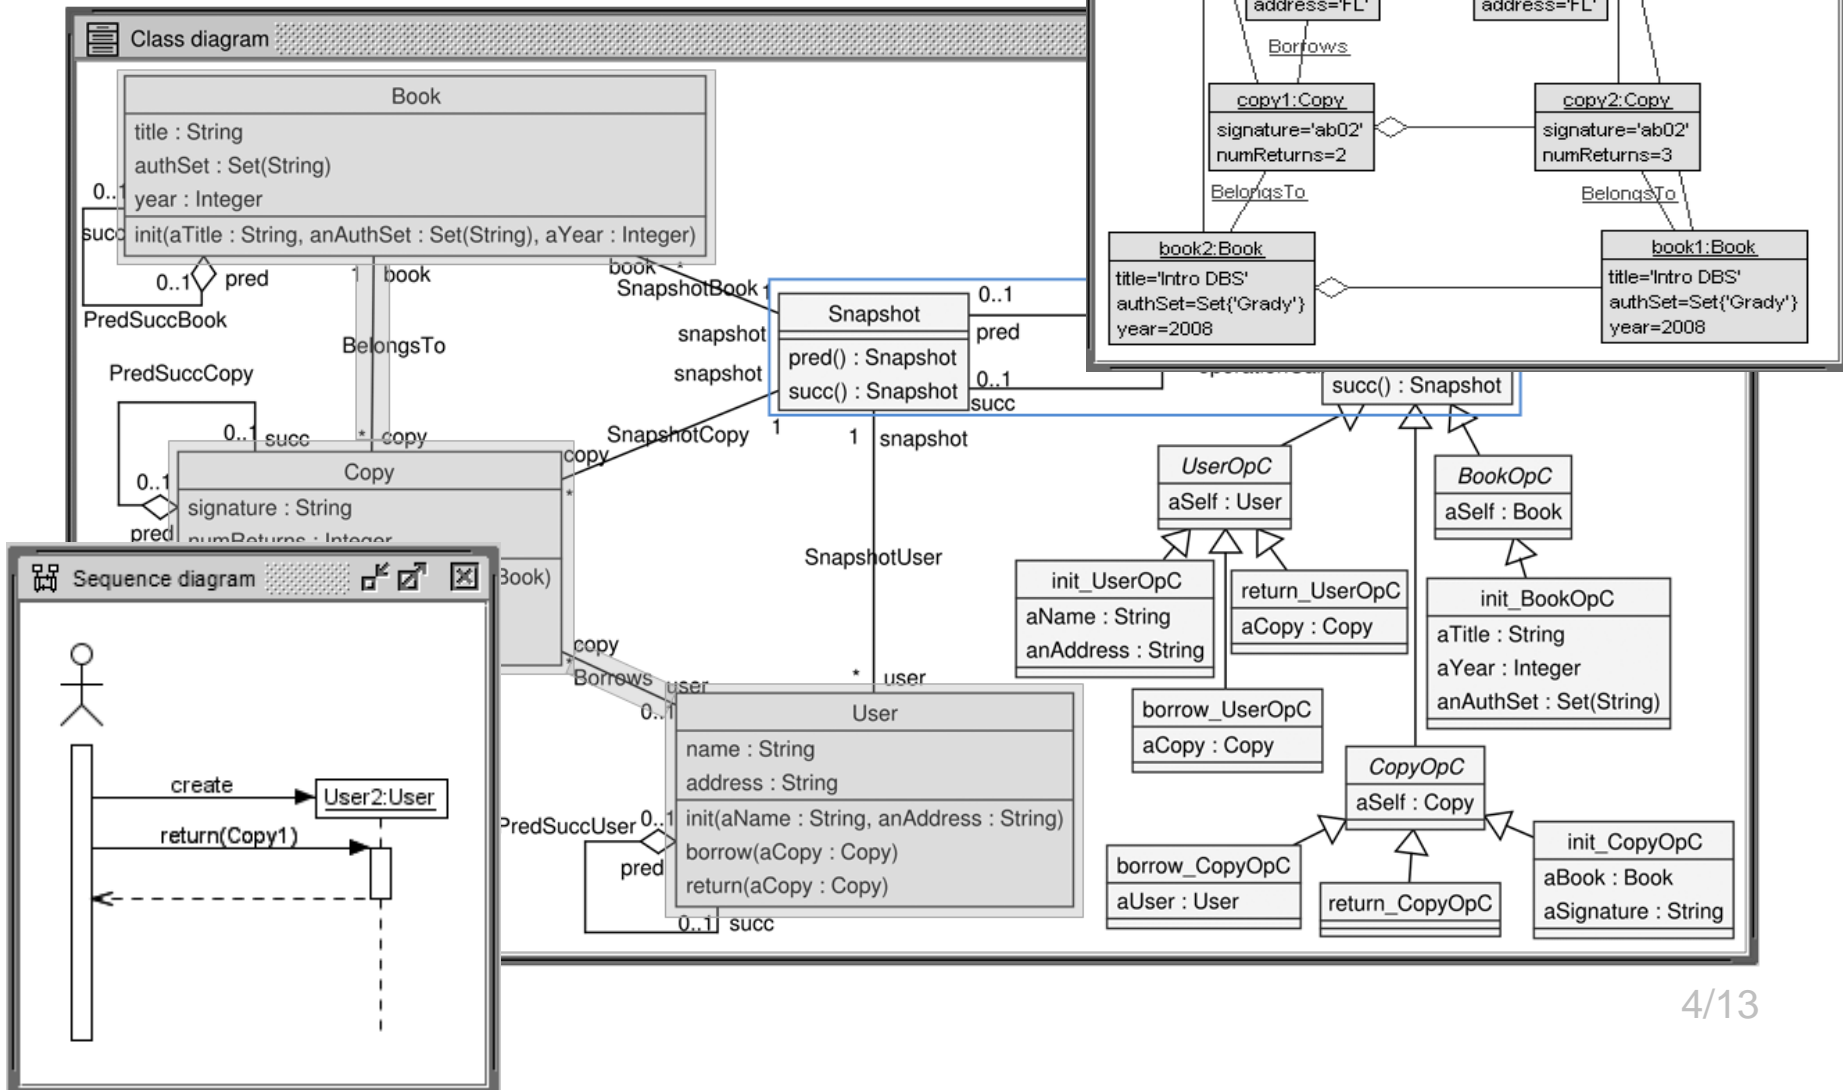 Class diagram
Book
title : String
authSet : Set(String)
year : Integer
init(aTitle : String, anAuthSet : Set(String), aYear : Integer)
0..1
succ
0..1
pred
PredSuccBook
1
book
BelongsTo
*
copy
book
*
SnapshotBook
1
snapshot
snapshot
Snapshot
pred() : Snapshot
succ() : Snapshot
0..1
pred
0..1
succ
PredSuccCopy
0..1
succ
0..1
pred
Copy
signature : String
numReturns : Integer
Book)
SnapshotCopy
copy
*
1
1
snapshot
SnapshotUser
*
user
copy
*
Borrows
user
0..1
User
name : String
address : String
init(aName : String, anAddress : String)
borrow(aCopy : Copy)
return(aCopy : Copy)
PredSuccUser
0..1
pred
0..1
succ
address='FL'
address='FL'
Borrows
copy1:Copy
signature='ab02'
numReturns=2
copy2:Copy
signature='ab02'
numReturns=3
BelongsTo
BelongsTo
book2:Book
title='Intro DBS'
authSet=Set{'Grady'}
year=2008
book1:Book
title='Intro DBS'
authSet=Set{'Grady'}
year=2008
succ() : Snapshot
UserOpC
aSelf : User
BookOpC
aSelf : Book
init_UserOpC
aName : String
anAddress : String
return_UserOpC
aCopy : Copy
init_BookOpC
aTitle : String
aYear : Integer
anAuthSet : Set(String)
borrow_UserOpC
aCopy : Copy
CopyOpC
aSelf : Copy
borrow_CopyOpC
aUser : User
return_CopyOpC
init_CopyOpC
aBook : Book
aSignature : String
Sequence diagram
create
User2:User
return(Copy1)
4/13